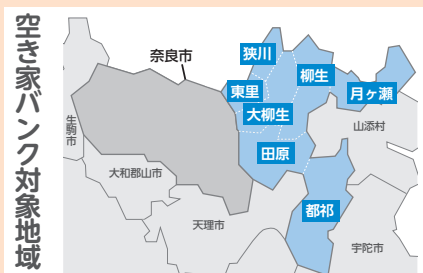 空き家バンク対象地域
奈良市
狭川
柳生
東里
月ヶ瀬
大柳生
山添村
生駒市
田原
大和郡山市
都祁
天理市
宇陀市